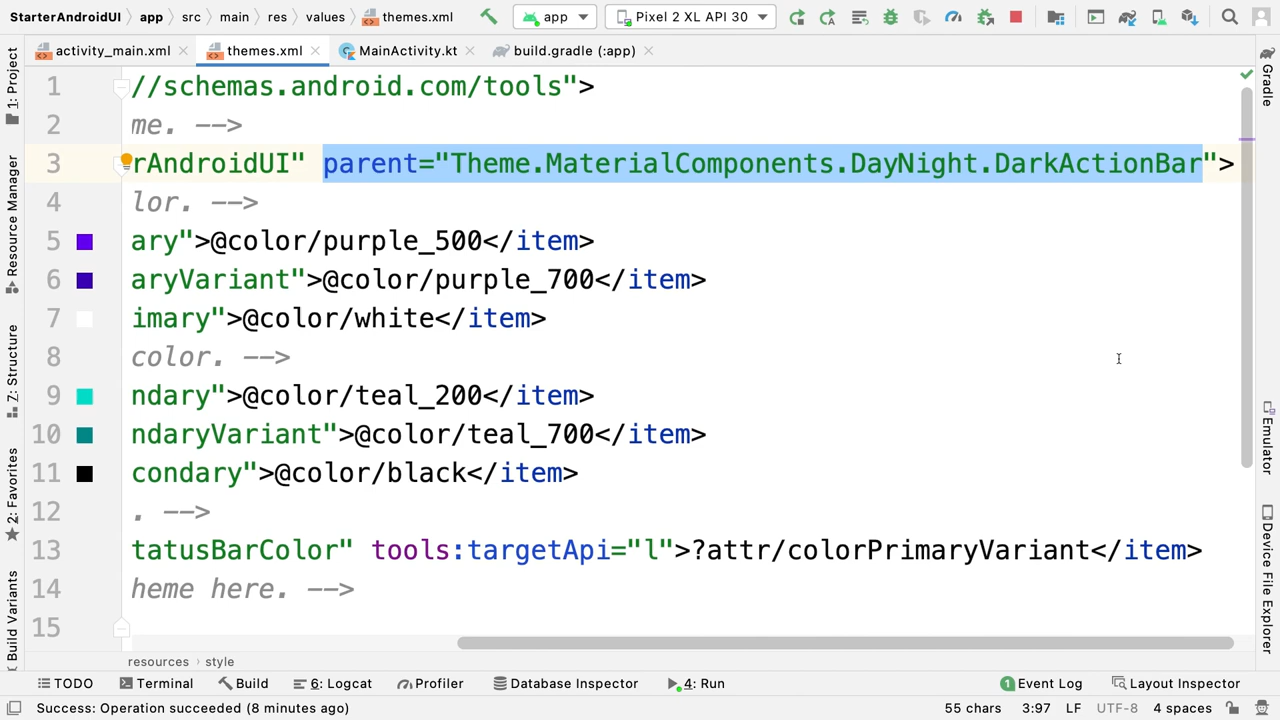 StarterAndroidUI > app > src > main > res > values > themes.xml app Pixel 2 XL API 30
activity_main.xml themes.xml MainActivity.kt build.gradle (:app)
1: Project
Resource Manager
Z: Structure
2: Favorites
Build Variants
1 //schemas.android.com/tools">
2 me. -->
3 rAndroidUI" parent="Theme.MaterialComponents.DayNight.DarkActionBar">
4 lor. -->
5 ary">@color/purple_500</item>
6 aryVariant">@color/purple_700</item>
7 imary">@color/white</item>
8 color. -->
9 ndary">@color/teal_200</item>
10 ndaryVariant">@color/teal_700</item>
11 condary">@color/black</item>
12 . -->
13 tatusBarColor" tools:targetApi="l">?attr/colorPrimaryVariant</item>
14 heme here. -->
15
Gradle
Emulator
Device File Explorer
resources > style
TODO Terminal Build 6: Logcat Profiler Database Inspector 4: Run 1 Event Log Layout Inspector
Success: Operation succeeded (8 minutes ago) 55 chars 3:97 LF UTF-8 4 spaces